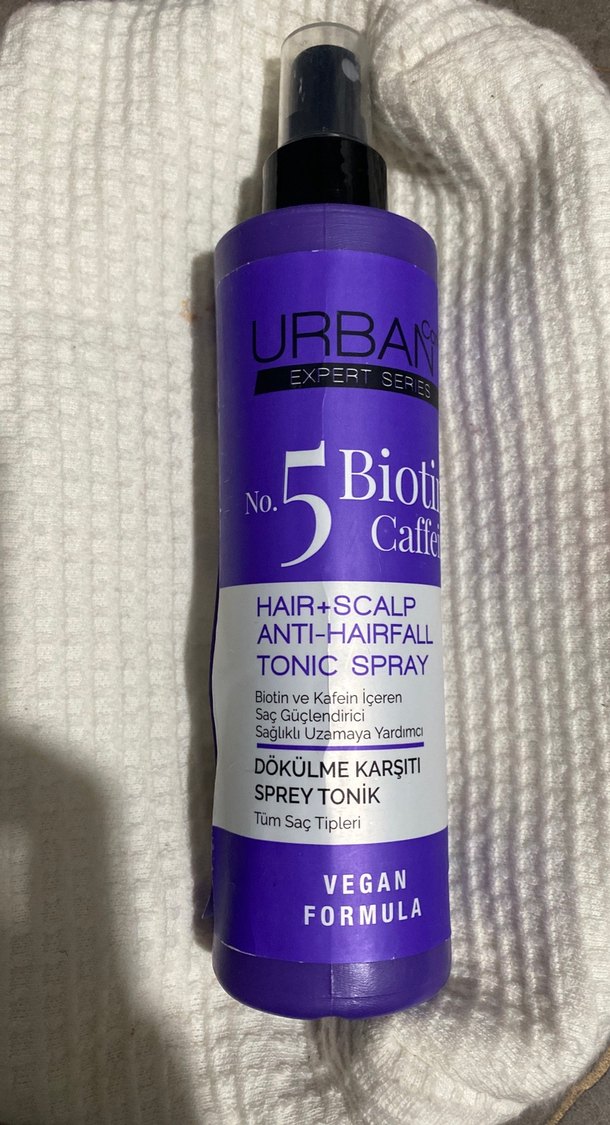 URBAN
EXPERT SERIES
No.5
HAIR+SCALP
ANTI-HAIRFALL
TONIC SPRAY
Biotin ve Kafein İçeren
Saç Güçlendirici
Sağlıklı Uzamaya Yardımcı
DÖKÜLME KARŞITI
SPREY TONİK
Tüm Saç Tipleri
VEGAN
FORMULA